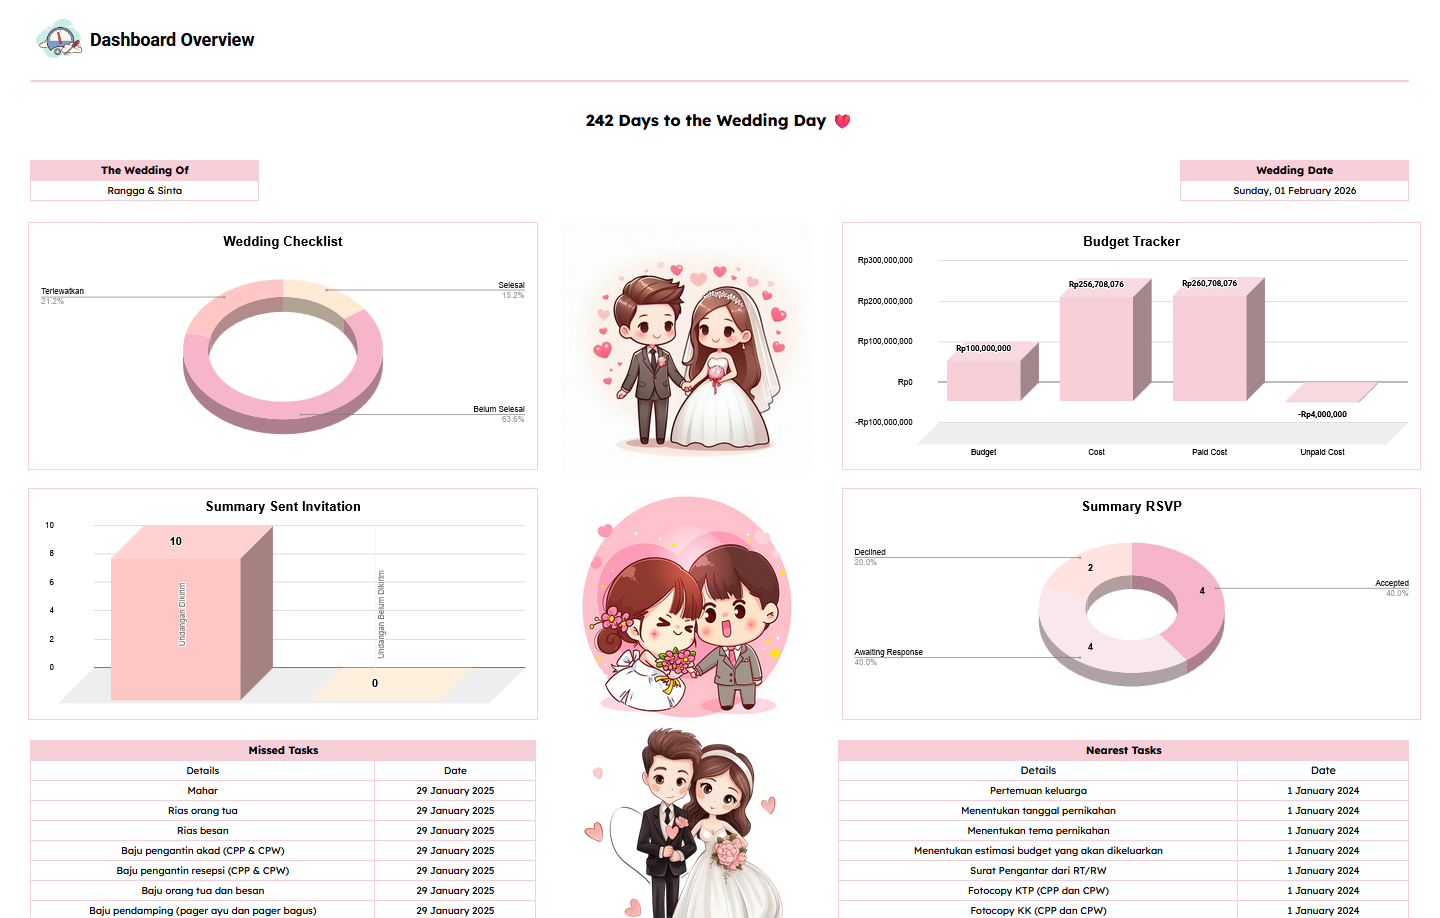 Dashboard Overview
242 Days to the Wedding Day
The Wedding Of
Rangga & Sinta
Wedding Date
Sunday, 01 February 2026
Wedding Checklist
Terlewatkan
21.2%
Selesai
15.2%
Belum Selesai
63.6%
Budget Tracker
Rp300,000,000
Rp200,000,000
Rp100,000,000
Rp0
-Rp100,000,000
Rp100,000,000
Rp256,708,076
Rp260,708,076
-Rp4,000,000
Budget
Cost
Paid Cost
Unpaid Cost
Summary Sent Invitation
10
8
6
4
2
0
10
Undangan Dikirim
Undangan Belum Dikirim
0
Summary RSVP
Declined
20.0%
2
4
Accepted
40.0%
4
Awaiting Response
40.0%
Missed Tasks
Details Date
Mahar 29 January 2025
Rias orang tua 29 January 2025
Rias besan 29 January 2025
Baju pengantin akad (CPP & CPW) 29 January 2025
Baju pengantin resepsi (CPP & CPW) 29 January 2025
Baju orang tua dan besan 29 January 2025
Baju pendamping (pager ayu dan pager bagus) 29 January 2025
Nearest Tasks
Details Date
Pertemuan keluarga 1 January 2024
Menentukan tanggal pernikahan 1 January 2024
Menentukan tema pernikahan 1 January 2024
Menentukan estimasi budget yang akan dikeluarkan 1 January 2024
Surat Pengantar dari RT/RW 1 January 2024
Fotocopy KTP (CPP dan CPW) 1 January 2024
Fotocopy KK (CPP dan CPW) 1 January 2024